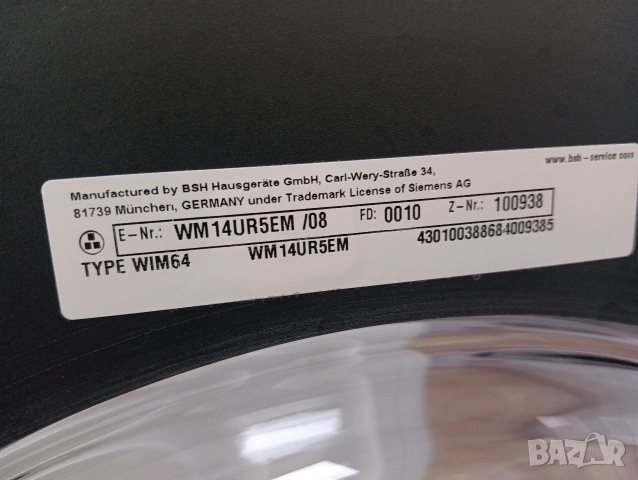 www.bsh-service.com
Manufactured by BSH Hausgeräte GmbH, Carl-Wery-Straße 34,
81739 München, GERMANY under Trademark License of Siemens AG
E-Nr.: WM14UR5EM /08 FD: 0010 Z-Nr.: 100938
TYPE WIM64 WM14UR5EM 430100388684009385
BAZAR